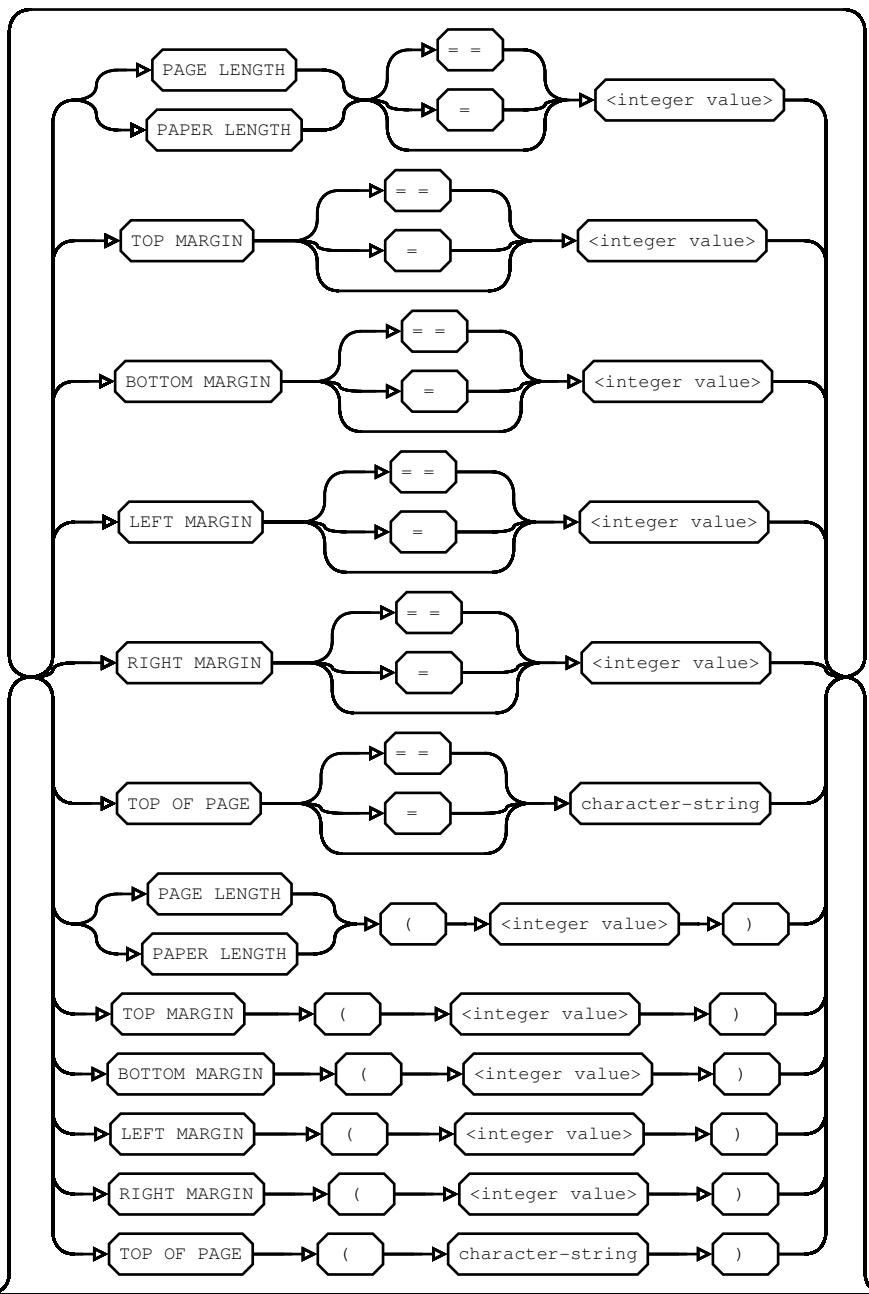 = =
PAGE LENGTH
<integer value>
=
PAPER LENGTH
= =
TOP MARGIN
<integer value>
=
= =
BOTTOM MARGIN
<integer value>
=
= =
LEFT MARGIN
<integer value>
=
= =
RIGHT MARGIN
<integer value>
=
= =
TOP OF PAGE
character-string
=
PAGE LENGTH
( <integer value> )
PAPER LENGTH
TOP MARGIN ( <integer value> )
BOTTOM MARGIN ( <integer value> )
LEFT MARGIN ( <integer value> )
RIGHT MARGIN ( <integer value> )
TOP OF PAGE ( character-string )